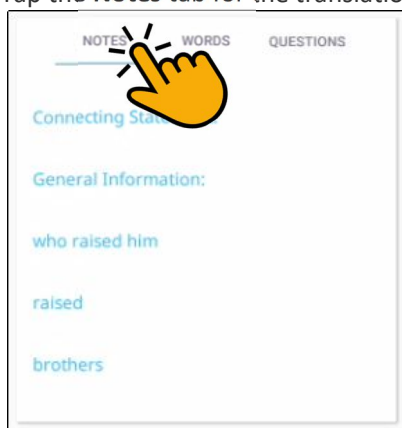 Tap the Notes tab for the
NOTES WORDS QUESTIONS
Connecting
General Information:
who raised him
raised
brothers